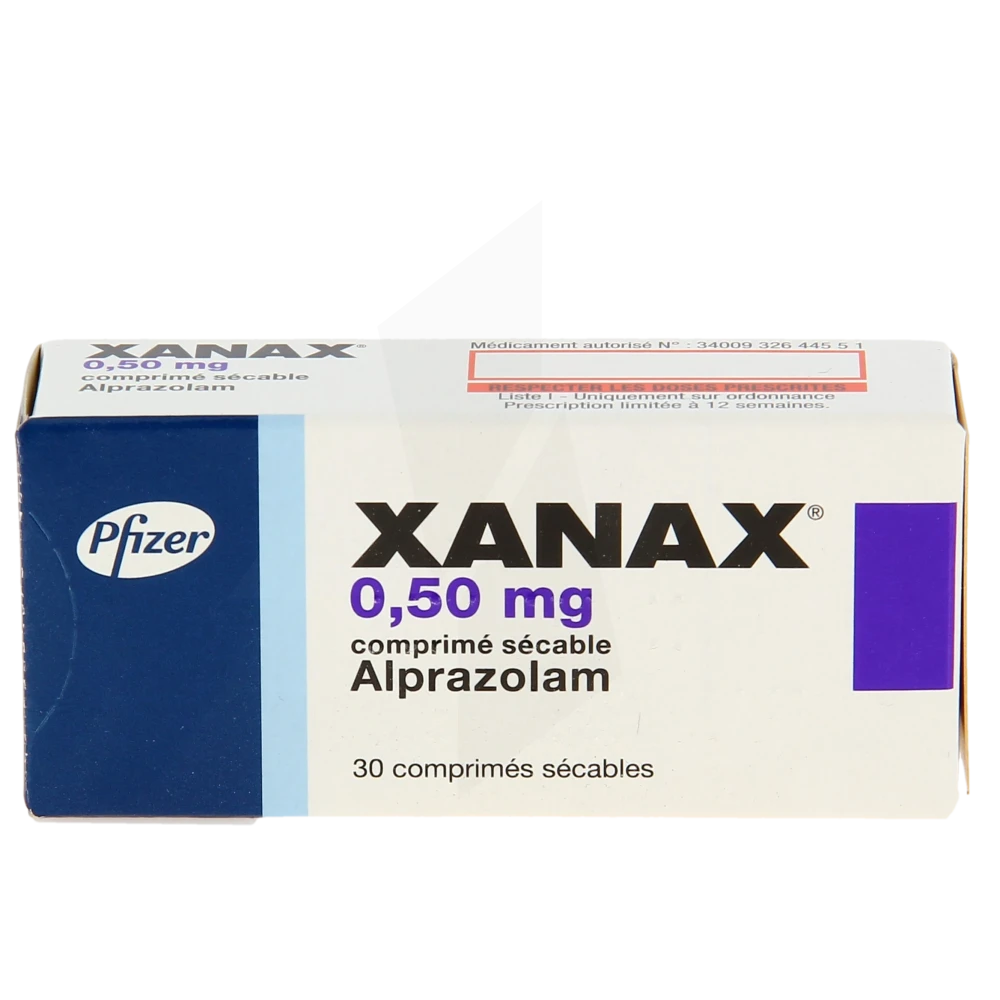 XANAX®
0,50 mg
comprimé sécable
Alprazolam
Médicament autorisé N° : 34009 326 445 5 1
RESPECTER LES DOSES PRESCRITES
Liste I - Uniquement sur ordonnance
Prescription limitée à 12 semaines.
Pfizer
XANAX®
0,50 mg
comprimé sécable
Alprazolam
30 comprimés sécables